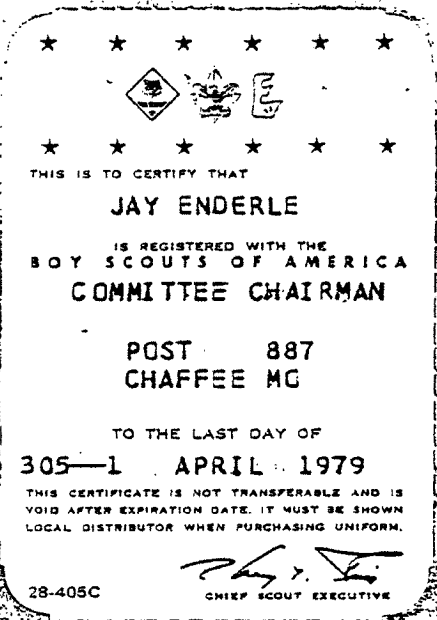 E
THIS IS TO CERTIFY THAT
JAY ENDERLE
IS REGISTERED WITH THE
BOY SCOUTS OF AMERICA
COMMITTEE CHAIRMAN
POST 887
CHAFFEE MO
TO THE LAST DAY OF
305—1 APRIL 1979
THIS CERTIFICATE IS NOT TRANSFERABLE AND IS
VOID AFTER EXPIRATION DATE. IT MUST BE SHOWN
LOCAL DISTRIBUTOR WHEN PURCHASING UNIFORM.
28-405C
CHIEF SCOUT EXECUTIVE